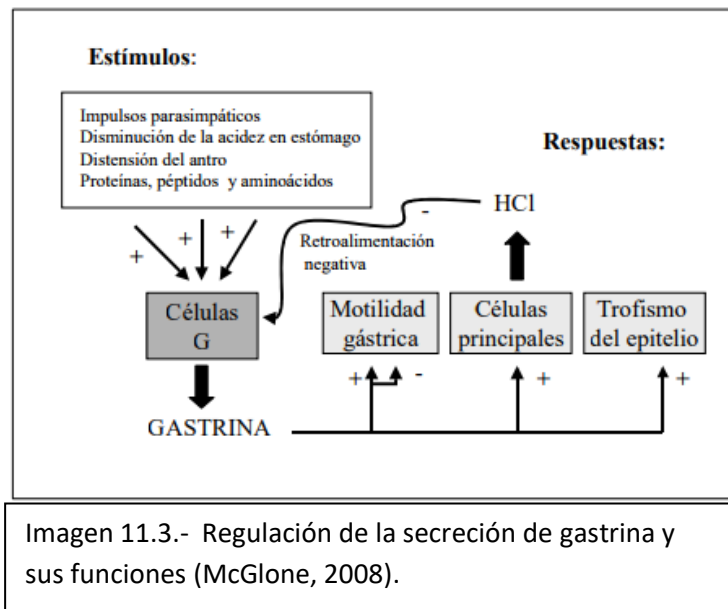 Estímulos:
Impulsos parasimpáticos
Disminución de la acidez en estómago
Distensión del antro
Proteínas, péptidos y aminoácidos
Respuestas:
+ + +
- HCl
Retroalimentación
negativa
Células
G
Motilidad
gástrica
Células
principales
Trofismo
del epitelio
+ - + +
GASTRINA
Imagen 11.3.- Regulación de la secreción de gastrina y
sus funciones (McGlone, 2008).